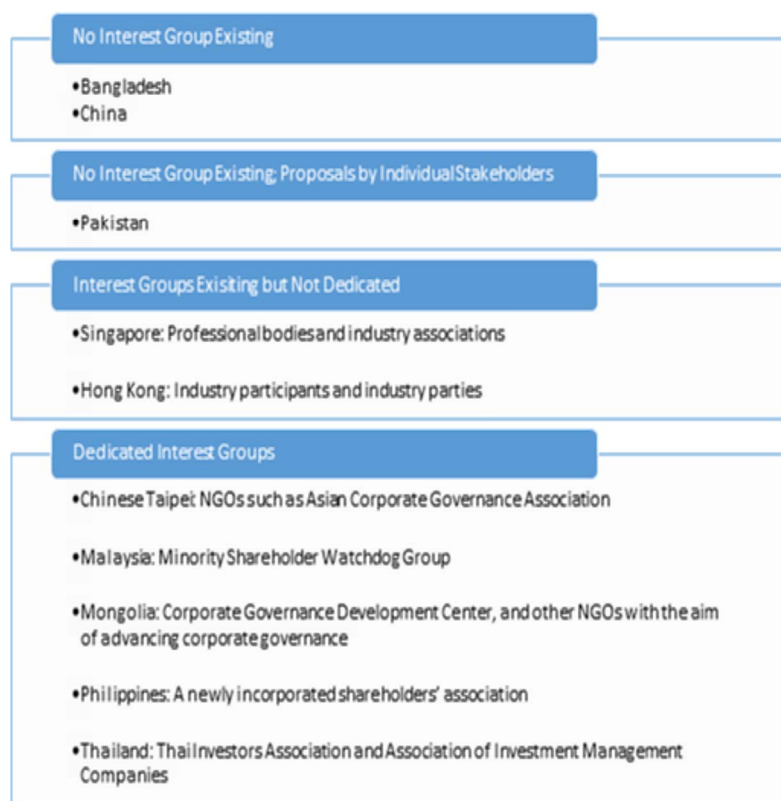 No Interest Group Existing
•Bangladesh
•China
No Interest Group Existing; Proposals by Individual Stakeholders
•Pakistan
Interest Groups Exisiting but Not Dedicated
•Singapore: Professional bodies and industry associations
•Hong Kong: Industry participants and industry parties
Dedicated Interest Groups
•Chinese Taipei: NGOs such as Asian Corporate Governance Association
•Malaysia: Minority Shareholder Watchdog Group
•Mongolia: Corporate Governance Development Center, and other NGOs with the aim
of advancing corporate governance
•Philippines: A newly incorporated shareholders’ association
•Thailand: Thai Investors Association and Association of Investment Management
Companies